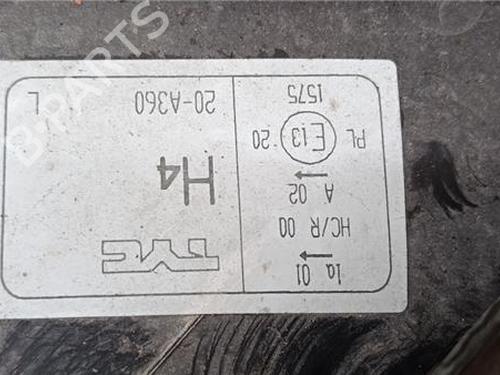 1a 01
HC/R 00
A 02
PL E13 20
1575
TYC
H4
20-A360
L
B-PARTS